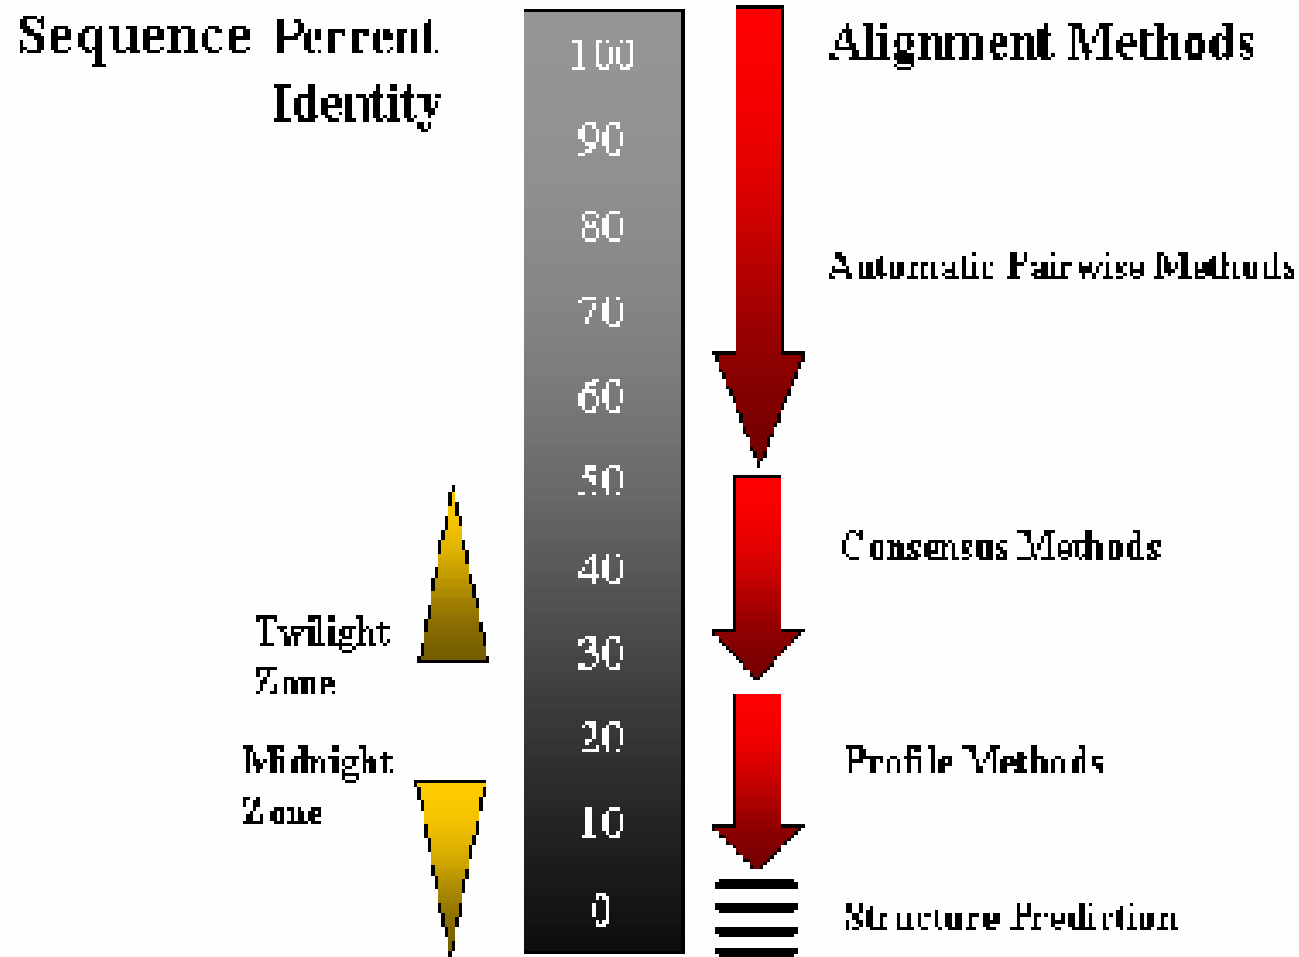 Sequence Percent
Identity
Alignment Methods
100
90
80
70
60
50
40
30
20
10
0
Automatic Pairwise Methods
Consensus Methods
Profile Methods
Structure Prediction
Twilight
Zone
Midnight
Zone